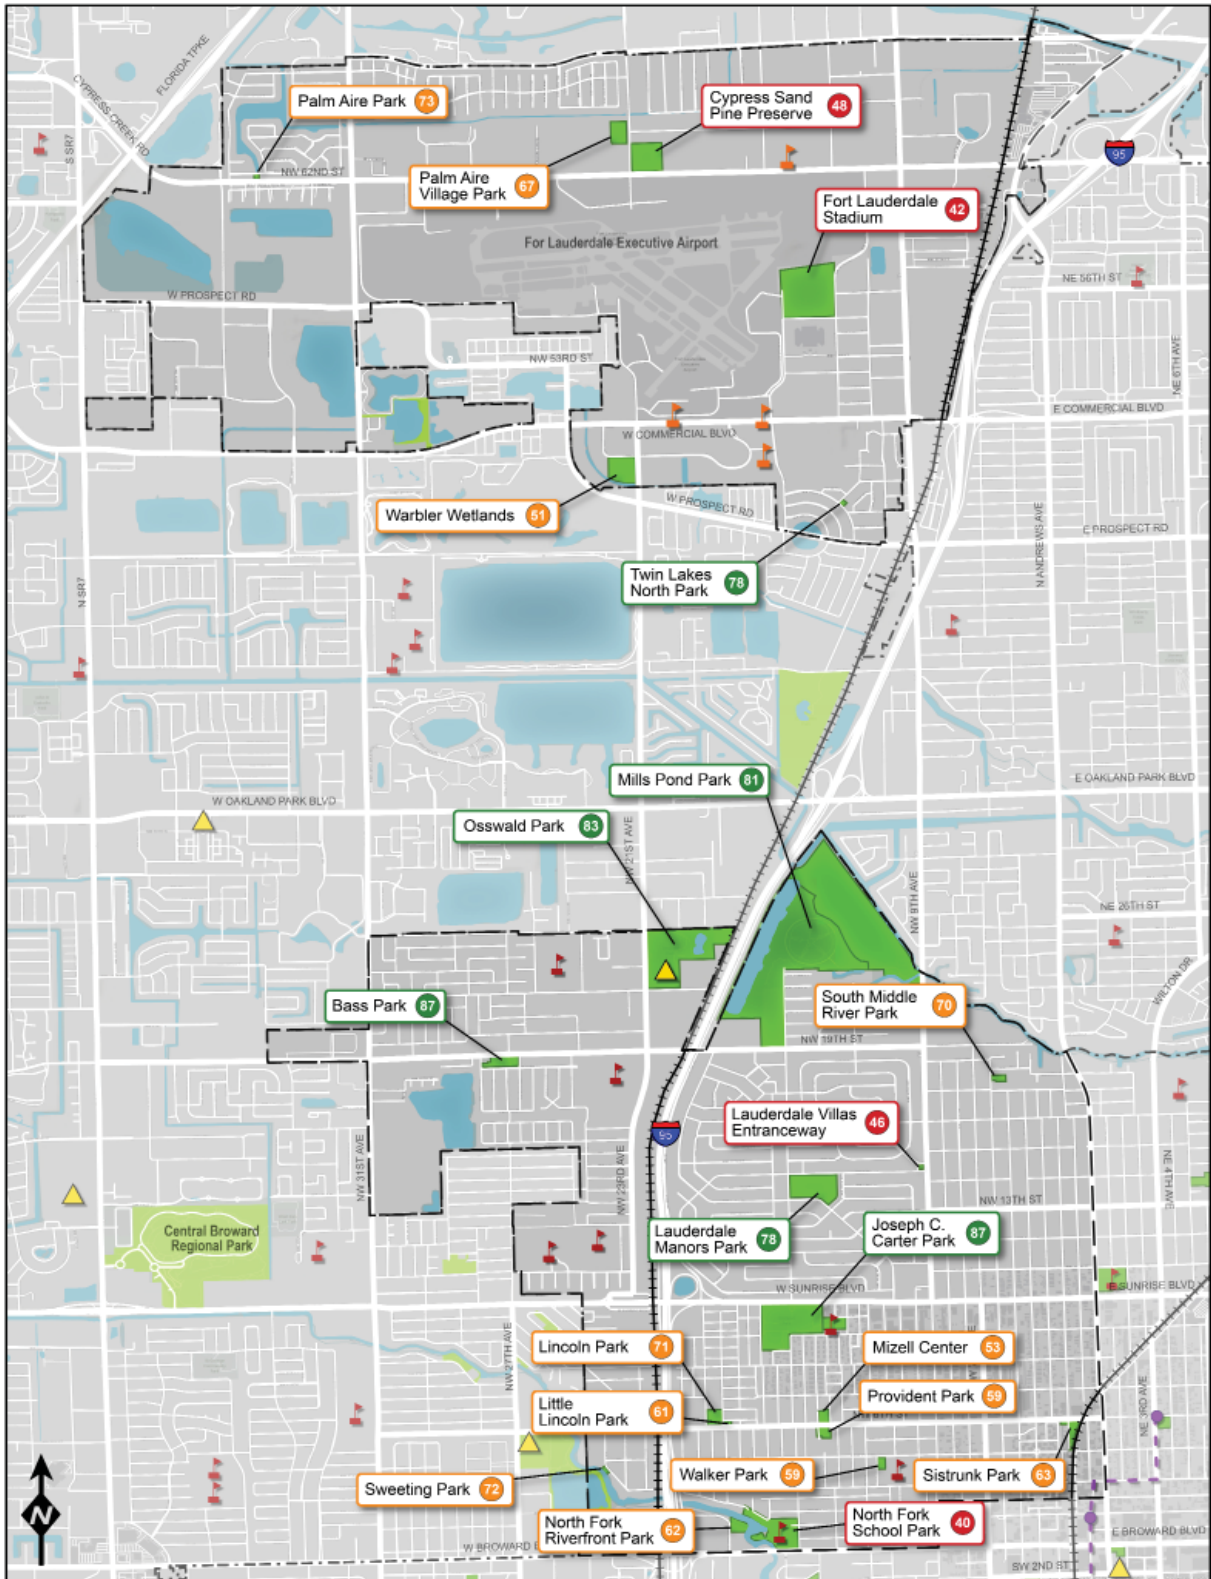 FLORIDA TPKE
CYPRESS CREEK RD
S SR7
Palm Aire Park 73
Cypress Sand
Pine Preserve 48
95
NW 62ND ST
Palm Aire
Village Park 67
Fort Lauderdale
Stadium 42
For Lauderdale Executive Airport
NE 56TH ST
W PROSPECT RD
NW 53RD ST
NE 6TH AVE
E COMMERCIAL BLVD
W COMMERCIAL BLVD
Warbler Wetlands 51
W PROSPECT RD
E PROSPECT RD
N ANDREWS AVE
Twin Lakes
North Park 78
N SR7
Mills Pond Park 81
E OAKLAND PARK BLVD
W OAKLAND PARK BLVD
Osswald Park 83
NW 21ST AVE
NW 9TH AVE
NE 26TH ST
WILTON DR
Bass Park 87
South Middle
River Park 70
NW 19TH ST
Lauderdale Villas
Entranceway 46
95
NW 31ST AVE
NW 23RD AVE
NE 4TH AVE
NW 13TH ST
Central Broward
Regional Park
Lauderdale
Manors Park 78
Joseph C.
Carter Park 87
W SUNRISE BLVD
E SUNRISE BLVD
NW 27TH AVE
Lincoln Park 71
Mizell Center 53
Little
Lincoln Park 61
Provident Park 59
NE 3RD AVE
Sweeting Park 72
Walker Park 59
Sistrunk Park 63
North Fork
Riverfront Park 62
North Fork
School Park 40
W BROWARD
E BROWARD BLVD
SW 2ND ST
N